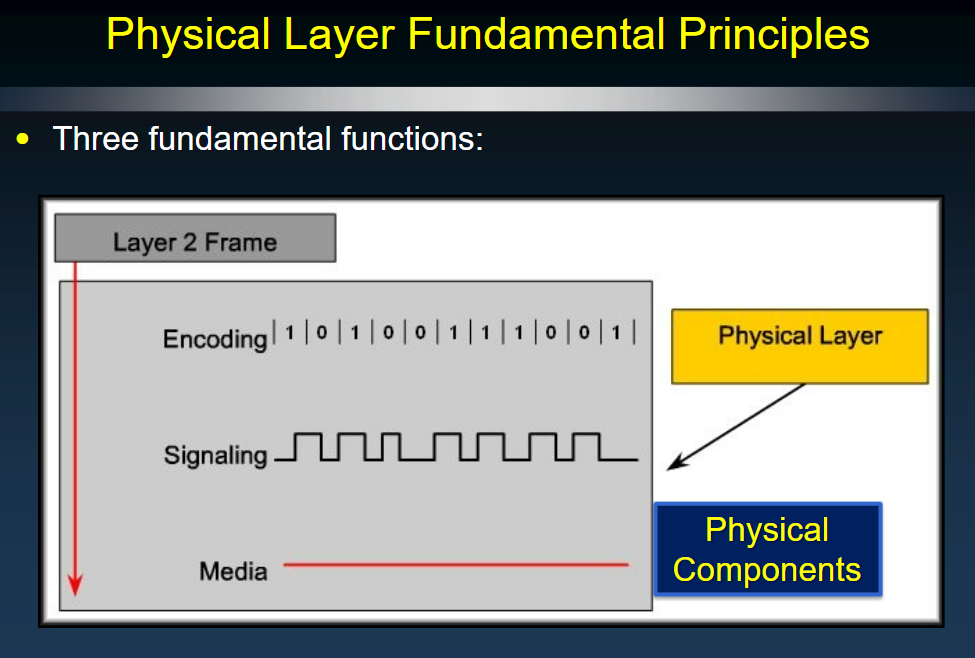 Physical Layer Fundamental Principles
• Three fundamental functions:
Layer 2 Frame
Encoding | 1 | 0 | 1 | 0 | 0 | 1 | 1 | 1 | 0 | 0 | 1 |
Physical Layer
Signaling
Physical
Components
Media